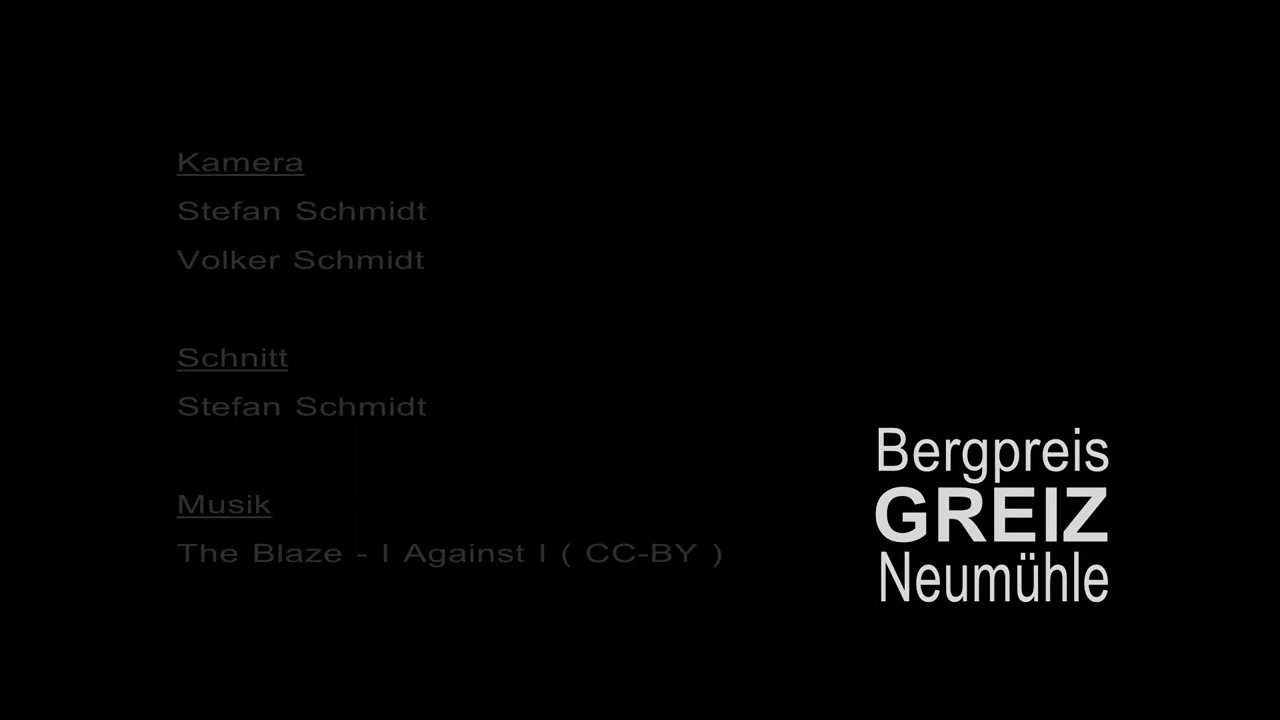 Kamera
Stefan Schmidt
Volker Schmidt
Schnitt
Stefan Schmidt
Musik
The Blaze - I Against I ( CC-BY )
Bergpreis
GREIZ
Neumühle